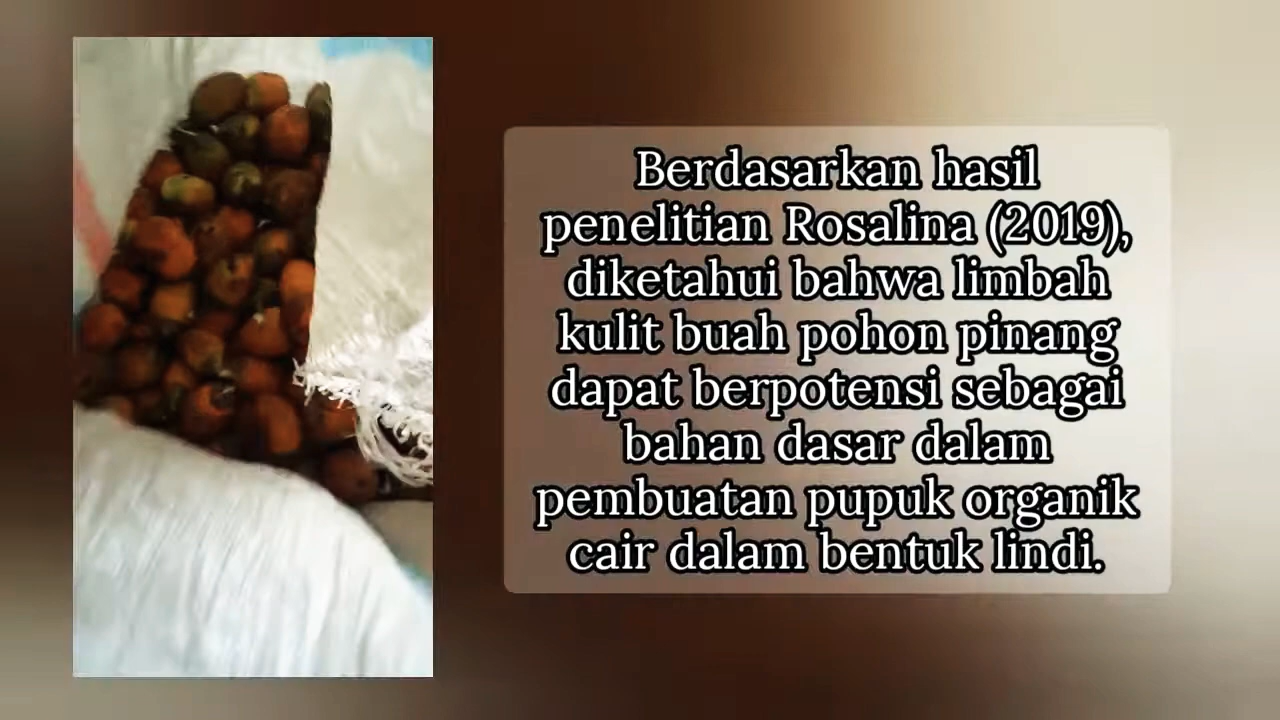 Berdasarkan hasil
penelitian Rosalina (2019),
diketahui bahwa limbah
kulit buah pohon pinang
dapat berpotensi sebagai
bahan dasar dalam
pembuatan pupuk organik
cair dalam bentuk lindi.